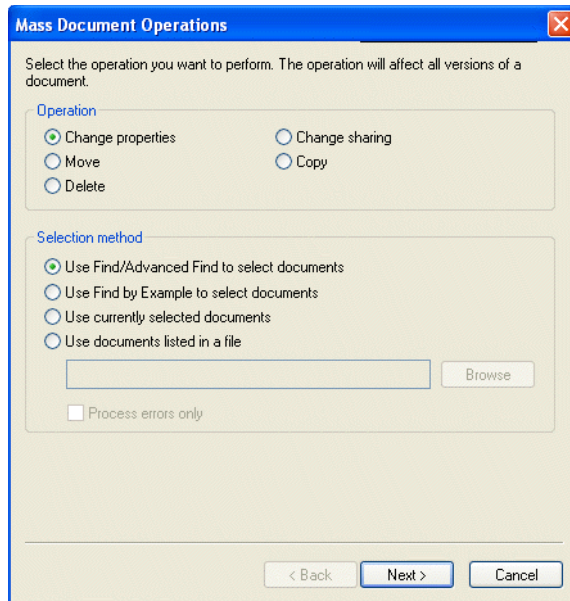 Mass Document Operations
Select the operation you want to perform. The operation will affect all versions of a
document.
Operation
Change properties
Change sharing
Move
Copy
Delete
Selection method
Use Find/Advanced Find to select documents
Use Find by Example to select documents
Use currently selected documents
Use documents listed in a file
Browse
Process errors only
< Back
Next >
Cancel